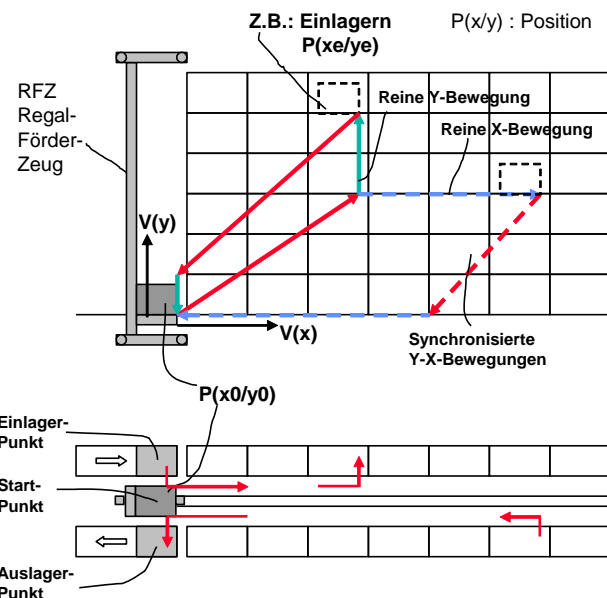 Z.B.: Einlagern
P(xe/ye)
P(x/y) : Position
RFZ
Regal-
Förder-
Zeug
Reine Y-Bewegung
Reine X-Bewegung
V(y)
V(x)
Synchronisierte
Y-X-Bewegungen
P(x0/y0)
Einlager-
Punkt
Start-
Punkt
Auslager-
Punkt